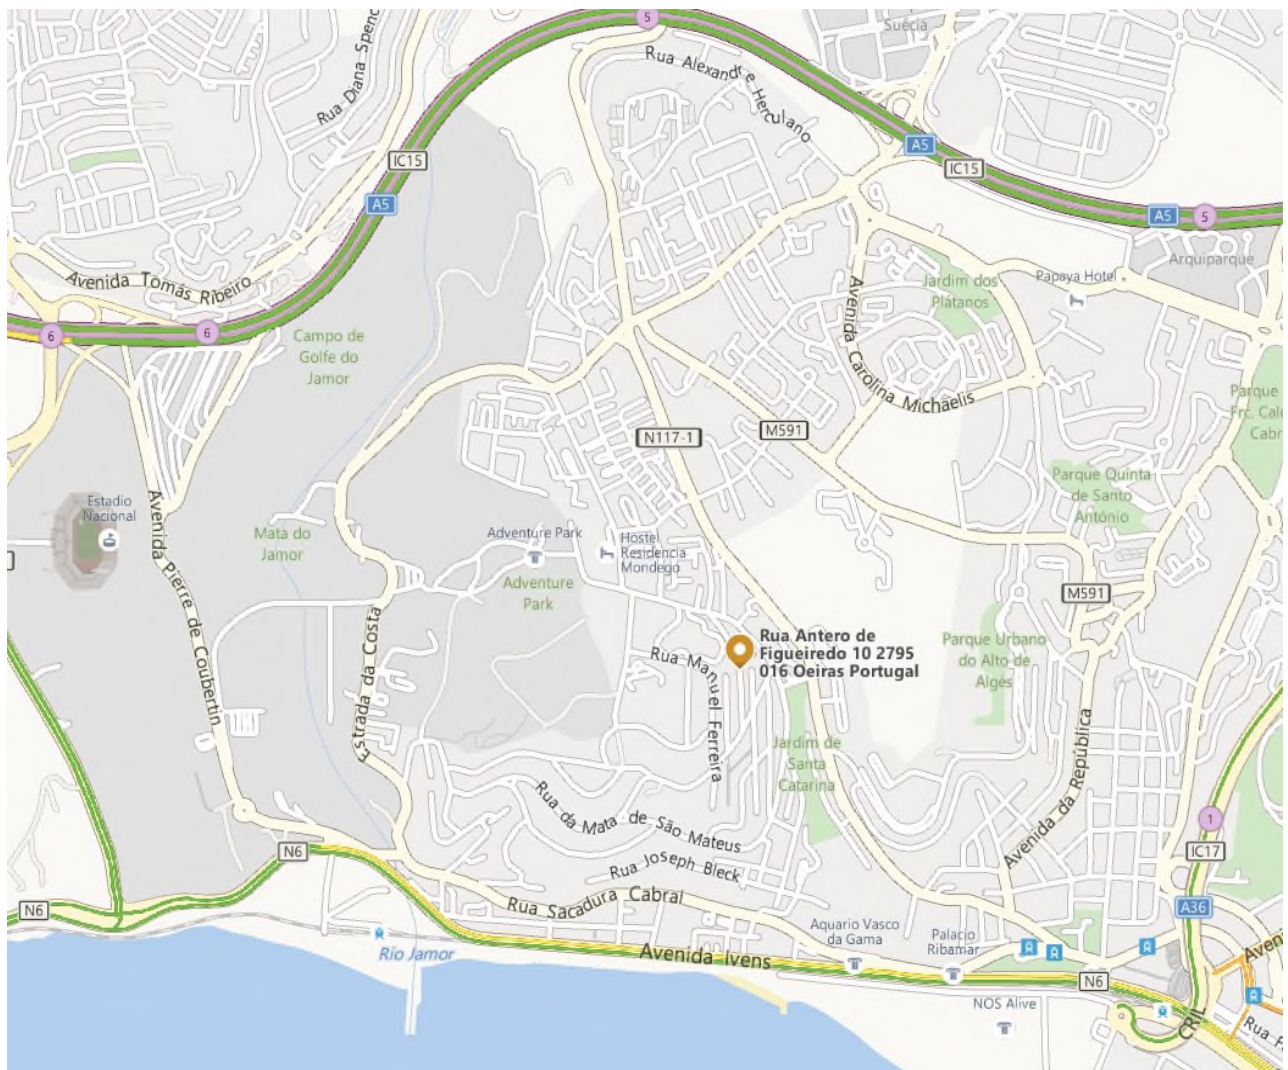 5
Suécia
Rua Diana Spenc
Rua Alexandre Herculano
A5
IC15
IC15
A5
A5
5
Arquiparque
Avenida Tomás Ribeiro
Jardim dos
Plátanos
Papaya Hotel
6
6
Campo de
Golfe do
Jamor
Avenida Carolina Michaelis
Parque
Frc. Cal
Cabr
N117-1
M591
Parque Quinta
de Santo
António
Estadio
Nacional
Avenida Pierre de Coubertin
Mata do
Jamor
Adventure Park
Hostel
Residencia
Mondego
Adventure
Park
M591
Rua Antero de
Figueiredo 10 2795
016 Oeiras Portugal
Parque Urbano
do Alto de
Algés
Rua Manuel Ferreira
Estrada da Costa
Jardim de
Santa
Catarina
Avenida da República
Rua da Mata de São Mateus
1
N6
IC17
Rua Joseph Bleck
Rua Sacadura Cabral
N6
A36
Aquario Vasco
da Gama
Palacio
Ribamar
Rio Jamor
Avenida Ivens
Aveni
N6
NOS Alive
CRIL
Rua F